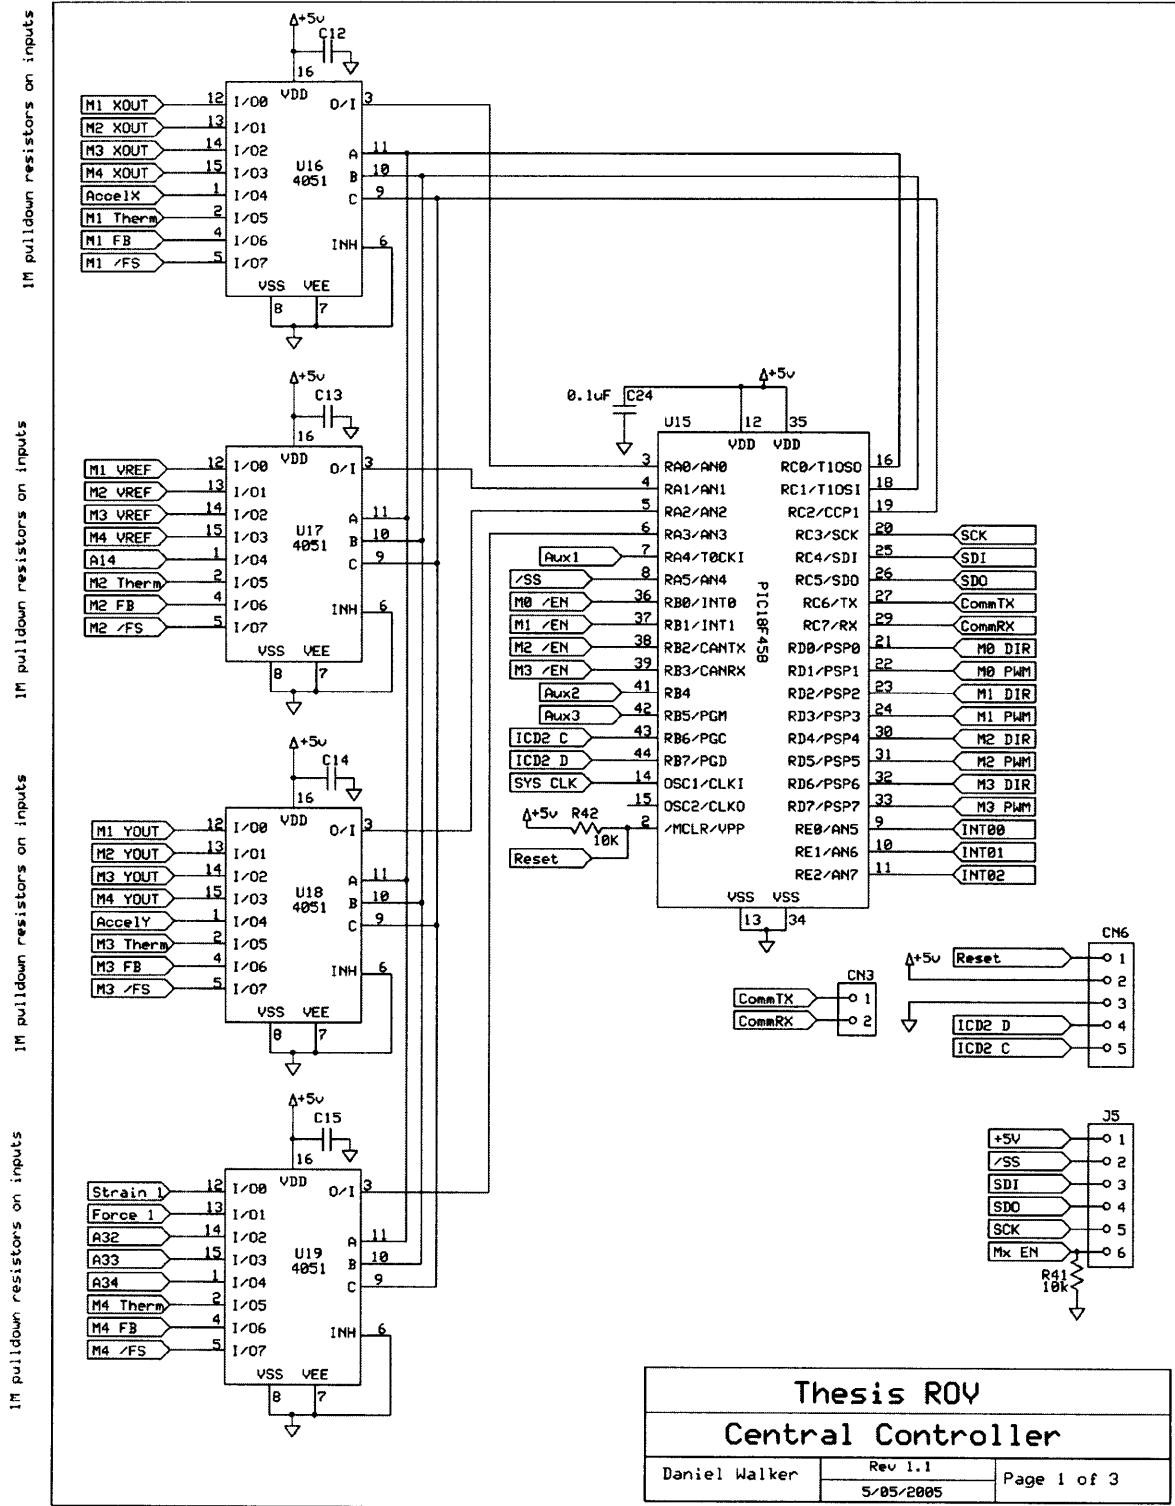 1M pulldown resistors on inputs
+5v
C12
16
VDD
M1 XOUT 12 I/O0 O/I 3
M2 XOUT 13 I/O1
M3 XOUT 14 I/O2 A 11
M4 XOUT 15 I/O3 U16 B 10
AccelX 1 I/O4 4051 C 9
M1 Therm 2 I/O5
M1 FB 4 I/O6 INH 6
M1 /FS 5 I/O7
VSS VEE
8 7
1M pulldown resistors on inputs
+5v
C13
16
VDD
M1 VREF 12 I/O0 O/I 3
M2 VREF 13 I/O1
M3 VREF 14 I/O2 A 11
M4 VREF 15 I/O3 U17 B 10
A14 1 I/O4 4051 C 9
M2 Therm 2 I/O5
M2 FB 4 I/O6 INH 6
M2 /FS 5 I/O7
VSS VEE
8 7
1M pulldown resistors on inputs
+5v
C14
16
VDD
M1 YOUT 12 I/O0 O/I 3
M2 YOUT 13 I/O1
M3 YOUT 14 I/O2 A 11
M4 YOUT 15 I/O3 U18 B 10
AccelY 1 I/O4 4051 C 9
M3 Therm 2 I/O5
M3 FB 4 I/O6 INH 6
M3 /FS 5 I/O7
VSS VEE
8 7
1M pulldown resistors on inputs
+5v
C15
16
VDD
Strain 1 12 I/O0 O/I 3
Force 1 13 I/O1
A32 14 I/O2 A 11
A33 15 I/O3 U19 B 10
A34 1 I/O4 4051 C 9
M4 Therm 2 I/O5
M4 FB 4 I/O6 INH 6
M4 /FS 5 I/O7
VSS VEE
8 7
+5v
0.1uF C24
U15 12 35
VDD VDD
PIC18F458
3 RA0/AN0 RC0/T1OSO 16
4 RA1/AN1 RC1/T1OSI 18
5 RA2/AN2 RC2/CCP1 19
6 RA3/AN3 RC3/SCK 20 SCK
Aux1 7 RA4/T0CKI RC4/SDI 25 SDI
/SS 8 RA5/AN4 RC5/SDO 26 SDO
M0 /EN 36 RB0/INT0 RC6/TX 27 CommTX
M1 /EN 37 RB1/INT1 RC7/RX 29 CommRX
M2 /EN 38 RB2/CANTX RD0/PSP0 21 M0 DIR
M3 /EN 39 RB3/CANRX RD1/PSP1 22 M0 PWM
Aux2 41 RB4 RD2/PSP2 23 M1 DIR
Aux3 42 RB5/PGM RD3/PSP3 24 M1 PWM
ICD2 C 43 RB6/PGC RD4/PSP4 30 M2 DIR
ICD2 D 44 RB7/PGD RD5/PSP5 31 M2 PWM
SYS CLK 14 OSC1/CLKI RD6/PSP6 32 M3 DIR
15 OSC2/CLKO RD7/PSP7 33 M3 PWM
+5v R42 10K 2 /MCLR/VPP RE0/AN5 9 INT00
Reset RE1/AN6 10 INT01
RE2/AN7 11 INT02
VSS VSS
13 34
CN3
CommTX 1
CommRX 2
CN6
+5v
Reset 1
2
3
ICD2 D 4
ICD2 C 5
J5
+5V 1
/SS 2
SDI 3
SDO 4
SCK 5
Mx EN 6
R41
10k
Thesis ROV
Central Controller
Daniel Walker
Rev 1.1
5/05/2005
Page 1 of 3